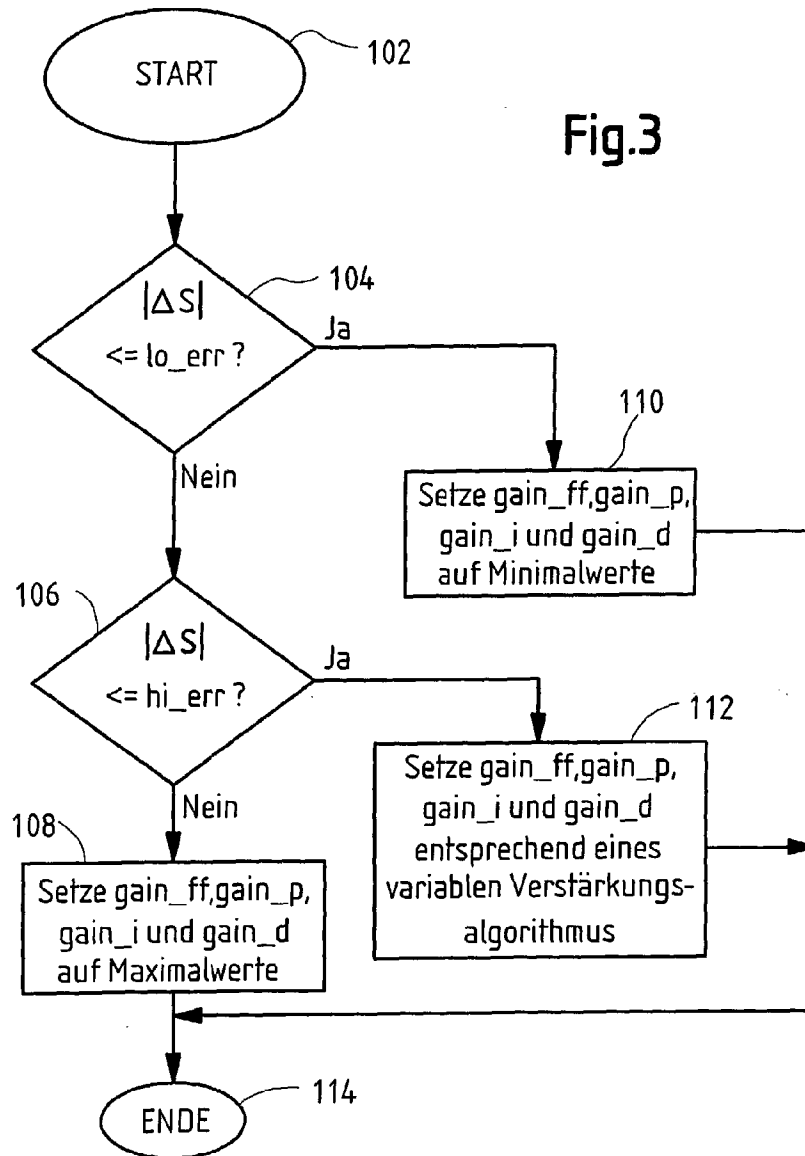 START
102
Fig.3
|ΔS|
<= lo_err ?
104
Ja
Nein
110
Setze gain_ff,gain_p,
gain_i und gain_d
auf Minimalwerte
106
|ΔS|
<= hi_err ?
Ja
Nein
112
Setze gain_ff,gain_p,
gain_i und gain_d
entsprechend eines
variablen Verstärkungs-
algorithmus
108
Setze gain_ff,gain_p,
gain_i und gain_d
auf Maximalwerte
ENDE
114